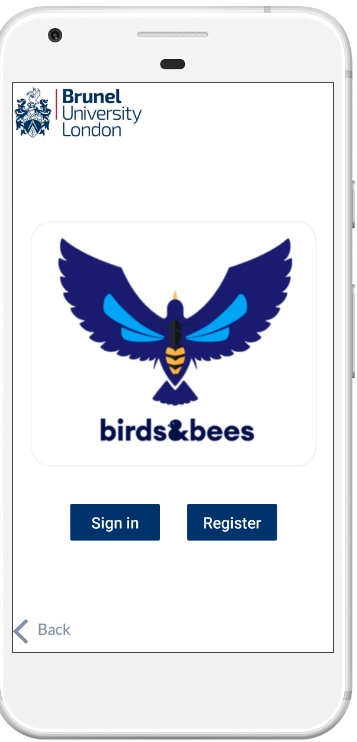 Brunel
University
London
birds&bees
Sign in
Register
Back